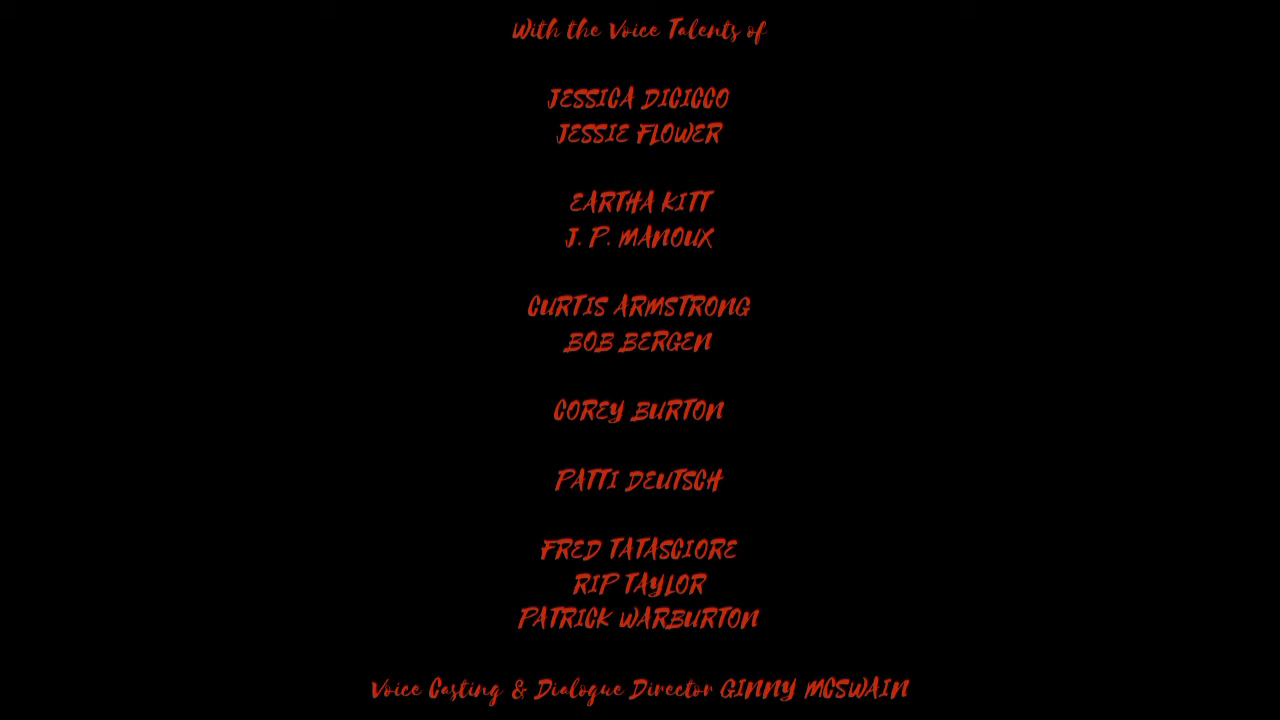 With the Voice Talents of
JESSICA DICICCO
JESSIE FLOWER
EARTHA KITT
J. P. MANOUX
CURTIS ARMSTRONG
BOB BERGEN
COREY BURTON
PATTI DEUTSCH
FRED TATASCIORE
RIP TAYLOR
PATRICK WARBURTON
Voice Casting & Dialogue Director GINNY MCSWAIN